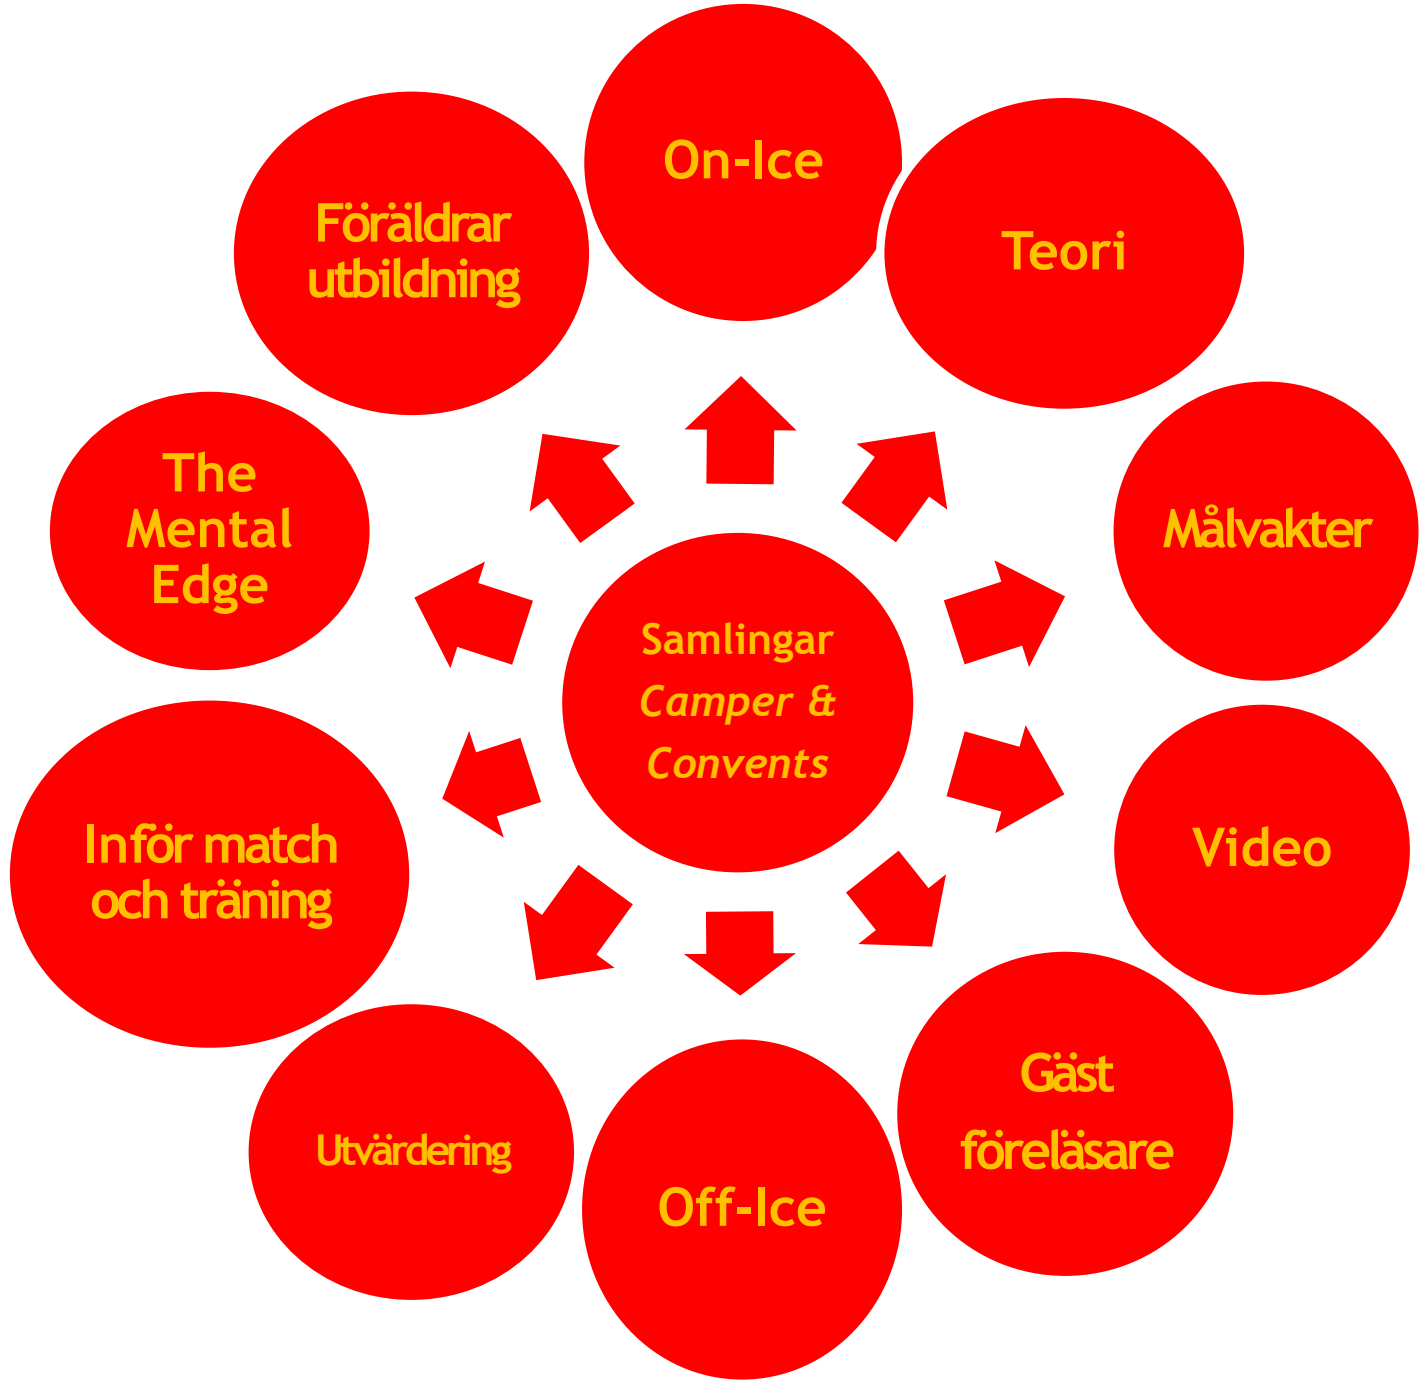 On-Ice
Teori
Målvakter
Video
Gäst
föreläsare
Off-Ice
Utvärdering
Inför match
och träning
The
Mental
Edge
Föräldrar
utbildning
Samlingar
Camper &
Convents